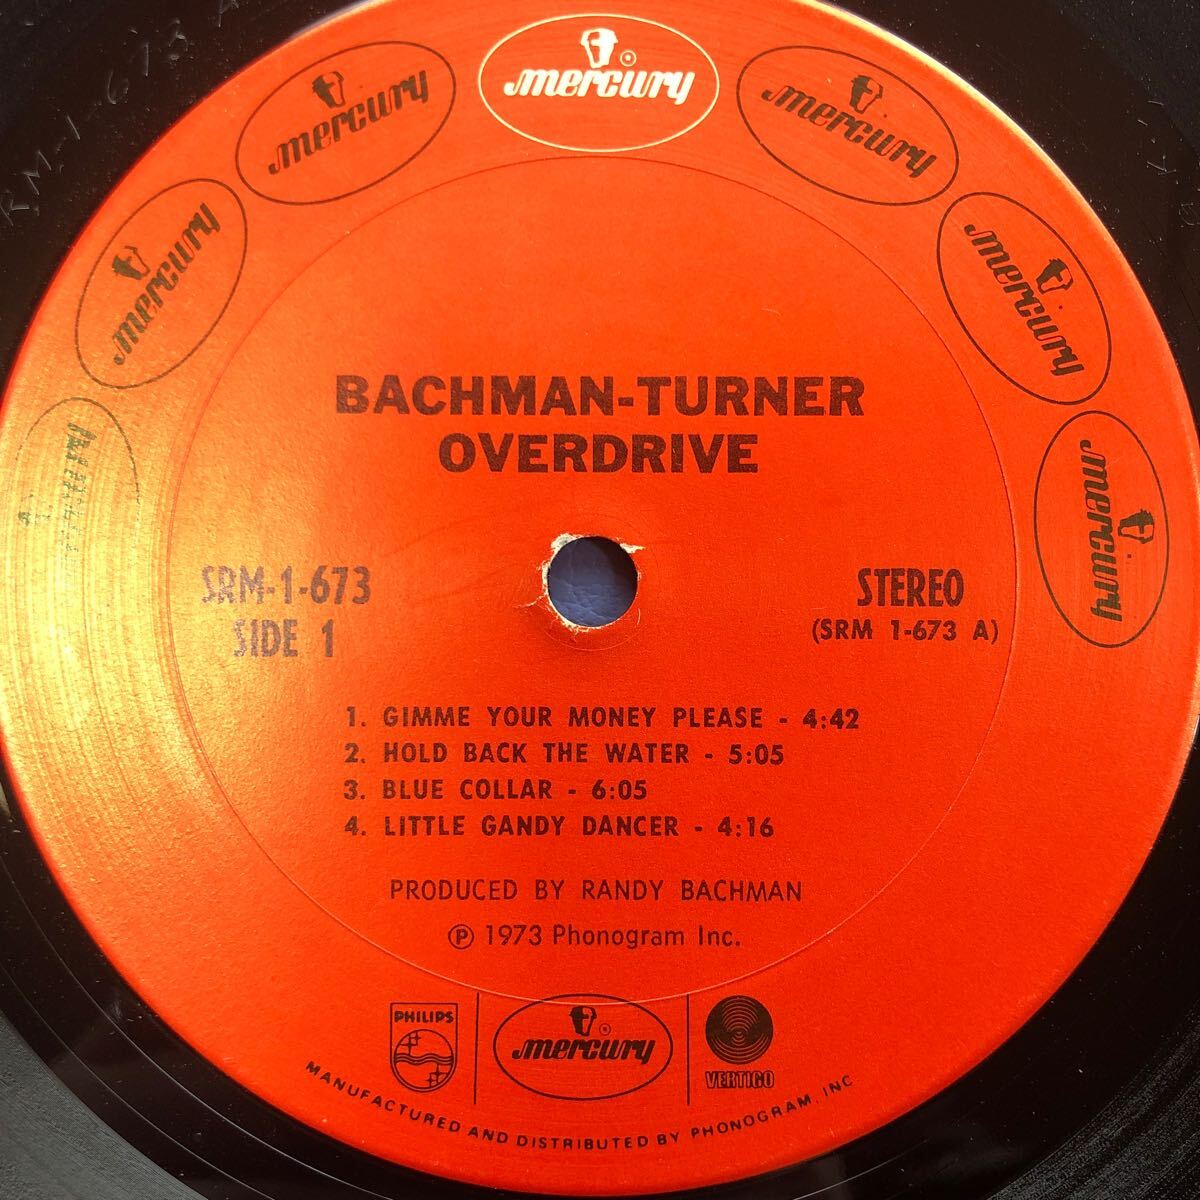 mercury
mercury
mercury
mercury
mercury
mercury
BACHMAN-TURNER
OVERDRIVE
SRM-1-673
SIDE 1
STEREO
(SRM 1-673 A)
1. GIMME YOUR MONEY PLEASE - 4:42
2. HOLD BACK THE WATER - 5:05
3. BLUE COLLAR - 6:05
4. LITTLE GANDY DANCER - 4:16
PRODUCED BY RANDY BACHMAN
℗ 1973 Phonogram Inc.
PHILIPS
mercury ®
VERTIGO
MANUFACTURED AND DISTRIBUTED BY PHONOGRAM, INC